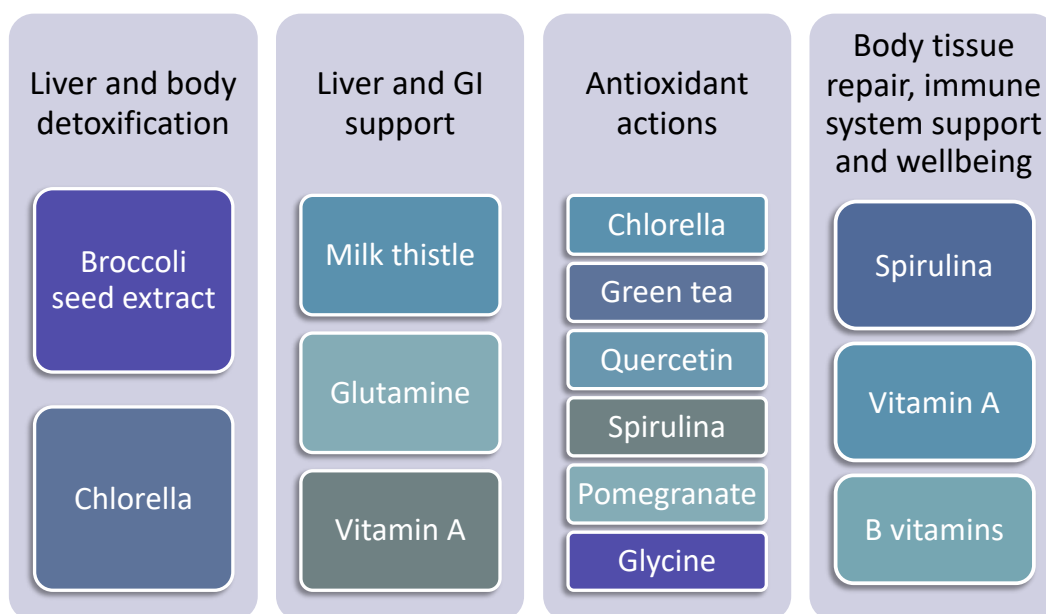 Liver and body
detoxification
Broccoli
seed extract
Chlorella
Liver and GI
support
Milk thistle
Glutamine
Vitamin A
Antioxidant
actions
Chlorella
Green tea
Quercetin
Spirulina
Pomegranate
Glycine
Body tissue
repair, immune
system support
and wellbeing
Spirulina
Vitamin A
B vitamins